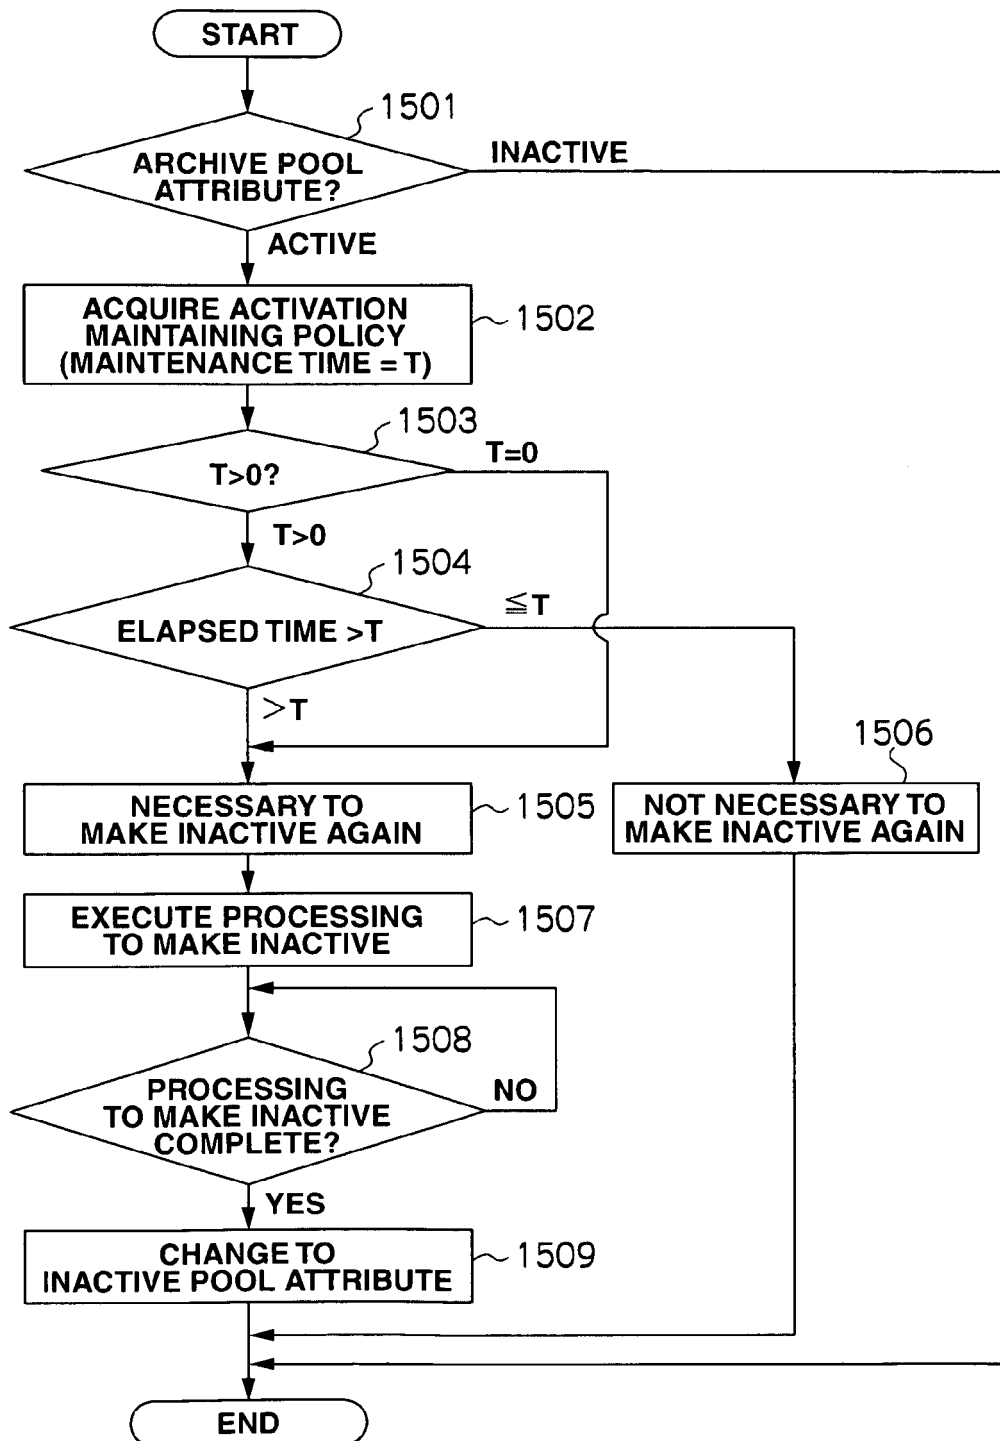 START
1501
ARCHIVE POOL
ATTRIBUTE?
INACTIVE
ACTIVE
ACQUIRE ACTIVATION
MAINTAINING POLICY
(MAINTENANCE TIME = T)
1502
1503
T>0?
T=0
T>0
1504
ELAPSED TIME >T
≦T
>T
1506
NECESSARY TO
MAKE INACTIVE AGAIN
1505
NOT NECESSARY TO
MAKE INACTIVE AGAIN
EXECUTE PROCESSING
TO MAKE INACTIVE
1507
1508
PROCESSING
TO MAKE INACTIVE
COMPLETE?
NO
YES
CHANGE TO
INACTIVE POOL ATTRIBUTE
1509
END